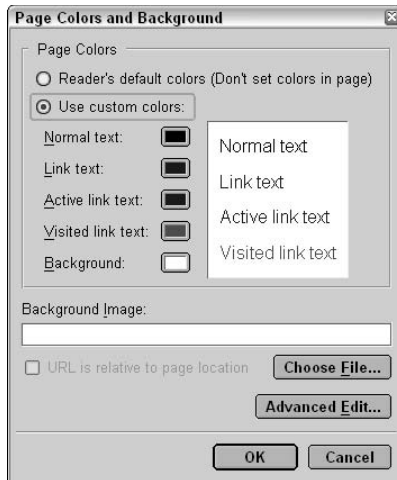 Page Colors and Background
Page Colors
Reader's default colors (Don't set colors in page)
Use custom colors:
Normal text:
Link text:
Active link text:
Visited link text:
Background:
Normal text
Link text
Active link text
Visited link text
Background Image:
URL is relative to page location
Choose File...
Advanced Edit...
OK Cancel